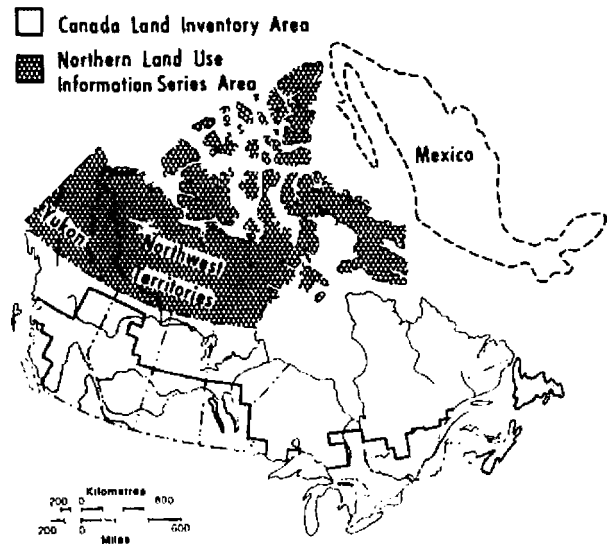 Canada Land Inventory Area
Northern Land Use
Information Series Area
Mexico
Yukon
Northwest
Territories
Kilometres
200 0 600
200 0 600
Miles